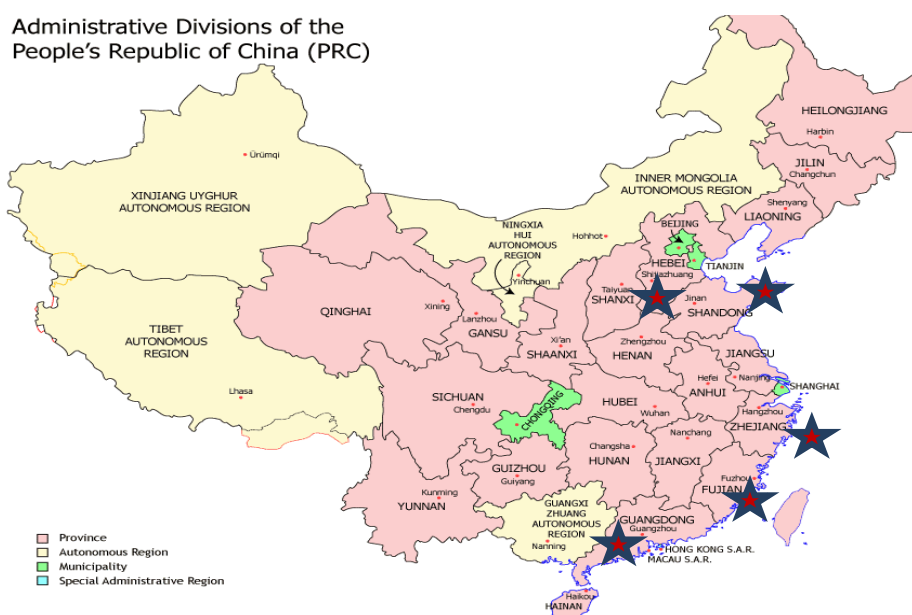 Administrative Divisions of the
People's Republic of China (PRC)
HEILONGJIANG
Harbin
JILIN
Changchun
Ürümqi
INNER MONGOLIA
AUTONOMOUS REGION
XINJIANG UYGHUR
AUTONOMOUS REGION
Shenyang
LIAONING
NINGXIA
HUI
AUTONOMOUS
REGION
BEIJING
Hohhot
HEBEI
TIANJIN
Shijiazhuang
Yinchuan
Taiyuan
SHANXI
Jinan
SHANDONG
QINGHAI
Xining
Lanzhou
GANSU
TIBET
AUTONOMOUS
REGION
Xi'an
SHAANXI
Zhengzhou
HENAN
JIANGSU
Hefei
ANHUI
Nanjing
SHANGHAI
Lhasa
SICHUAN
Chengdu
CHONGQING
HUBEI
Wuhan
Hangzhou
ZHEJIANG
Changsha
HUNAN
Nanchang
JIANGXI
GUIZHOU
Guiyang
Fuzhou
FUJIAN
Kunming
YUNNAN
GUANGXI
ZHUANG
AUTONOMOUS
REGION
Nanning
GUANGDONG
Guangzhou
HONG KONG S.A.R.
MACAU S.A.R.
Haikou
HAINAN
Province
Autonomous Region
Municipality
Special Administrative Region